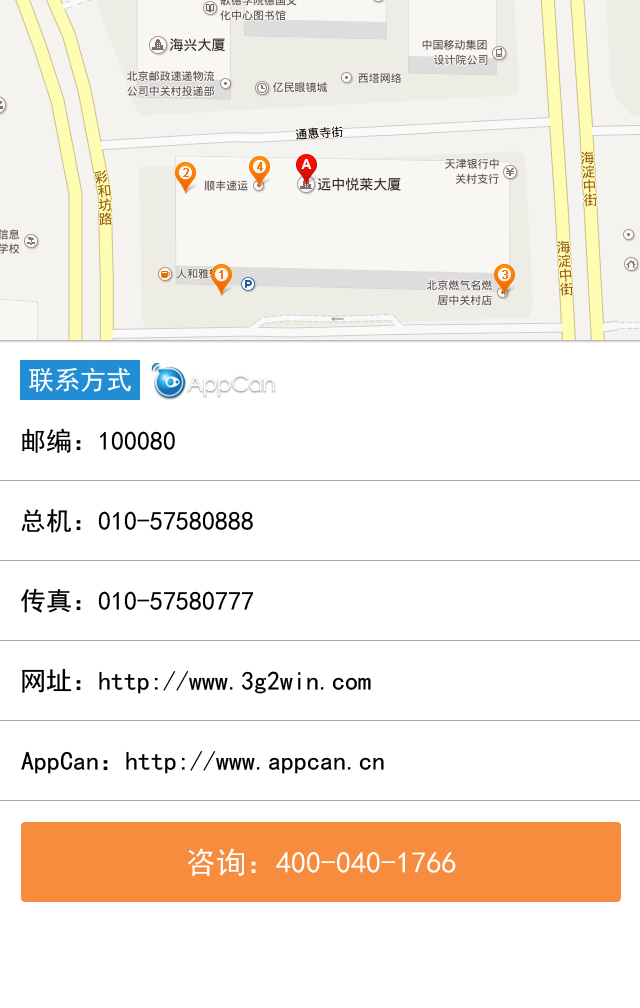 敏德学院德国文
化中心图书馆
海兴大厦
中国移动集团
设计院公司
北京邮政速递物流
公司中关村投递部
亿民眼镜城
西塔网络
通惠寺街
彩和坊路
海淀中街
海淀中街
2
4
A
顺丰速运
远中悦莱大厦
天津银行中
关村支行
信息
学校
人和雅
1
P
3
北京燃气名燃
居中关村店
联系方式
AppCan
邮编：100080
总机：010-57580888
传真：010-57580777
网址：http://www.3g2win.com
AppCan：http://www.appcan.cn
咨询：400-040-1766